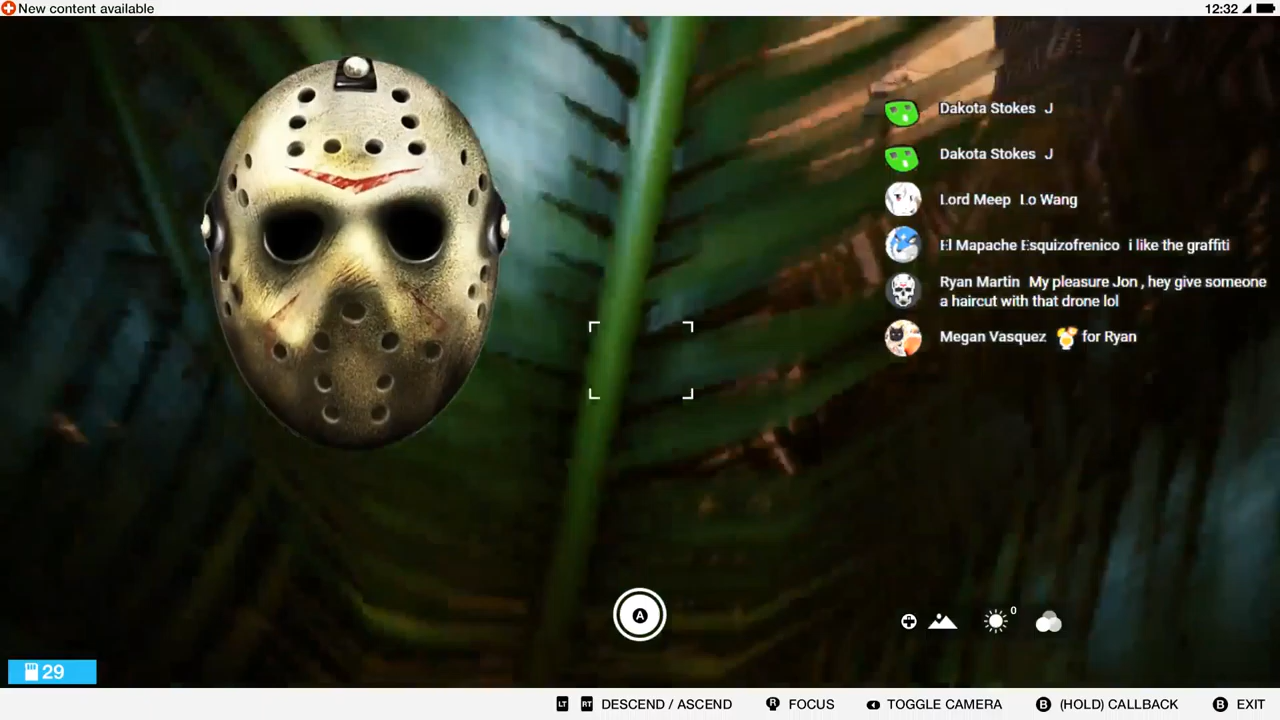 New content available
12:32
Dakota Stokes J
Dakota Stokes J
Lord Meep Lo Wang
El Mapache Esquizofrenico i like the graffiti
Ryan Martin My pleasure Jon , hey give someone
a haircut with that drone lol
Megan Vasquez for Ryan
A
0
29
LT RT DESCEND / ASCEND R FOCUS TOGGLE CAMERA B (HOLD) CALLBACK B EXIT